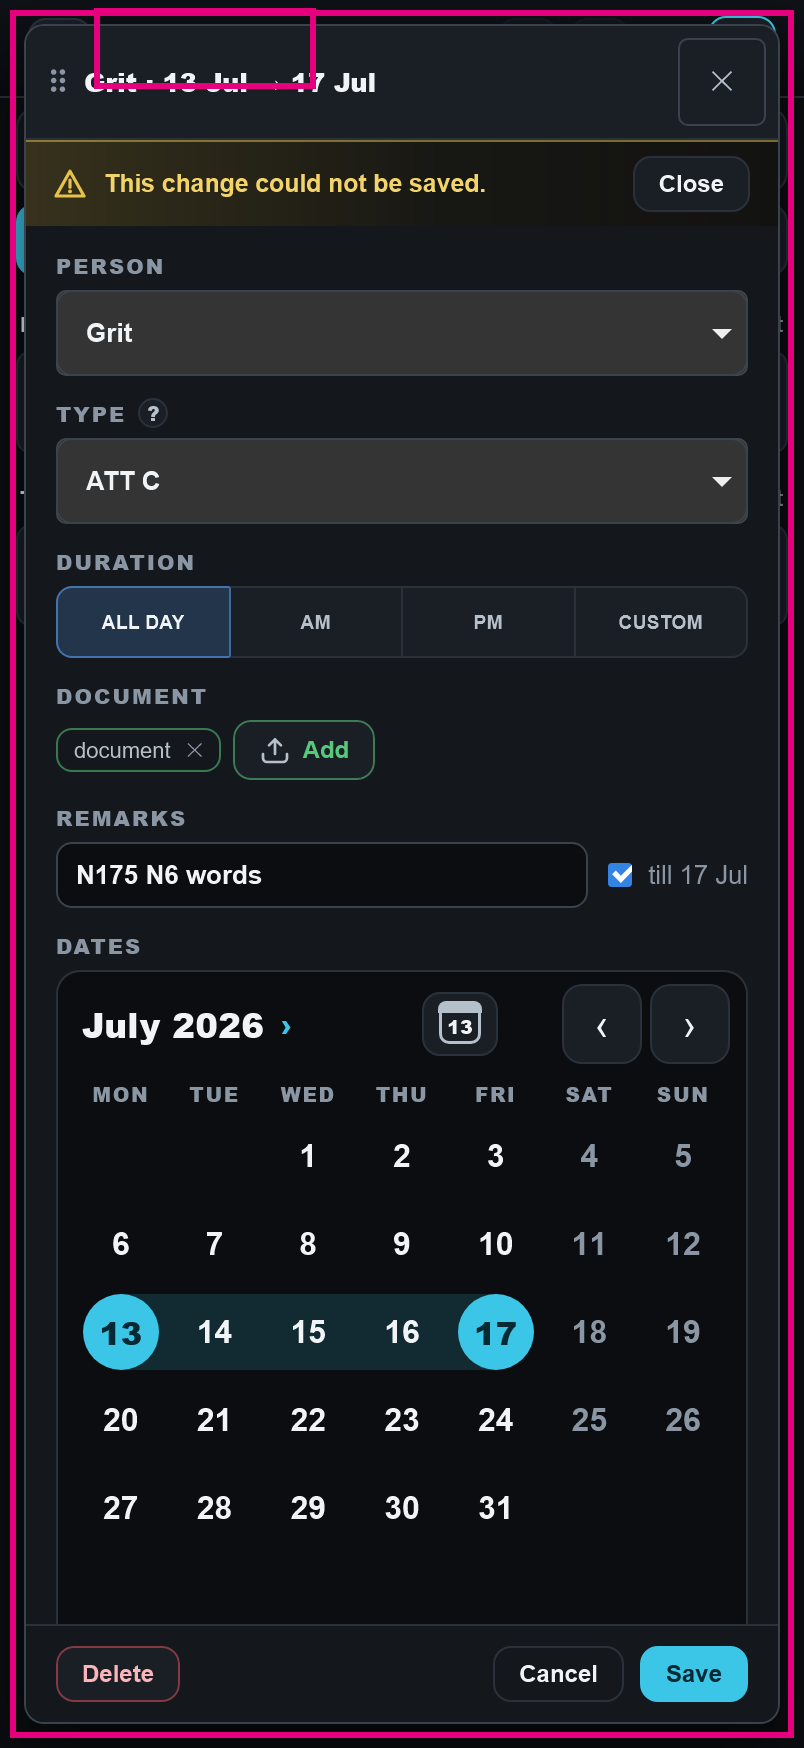 Grit · 13 Jul → 17 Jul
This change could not be saved.
Close
PERSON
Grit
TYPE ?
ATT C
DURATION
ALL DAY AM PM CUSTOM
DOCUMENT
document Add
REMARKS
N175 N6 words till 17 Jul
DATES
July 2026 › 13 ‹ ›
MON TUE WED THU FRI SAT SUN
1 2 3 4 5
6 7 8 9 10 11 12
13 14 15 16 17 18 19
20 21 22 23 24 25 26
27 28 29 30 31
Delete Cancel Save